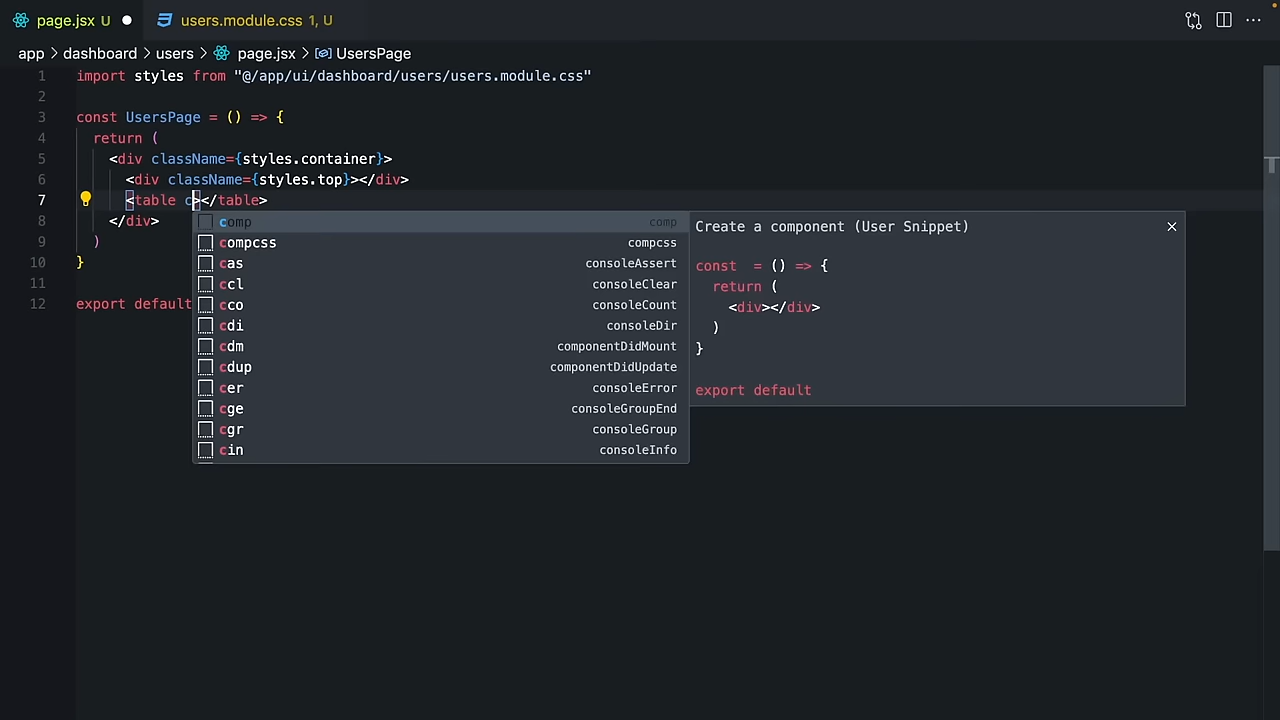 page.jsx U users.module.css 1, U
app > dashboard > users > page.jsx > UsersPage
1 import styles from "@/app/ui/dashboard/users/users.module.css"
2
3 const UsersPage = () => {
4 return (
5 <div className={styles.container}>
6 <div className={styles.top}></div>
7 <table c></table>
8 </div>
9 )
10 }
11
12 export default
comp comp
compcss compcss
cas consoleAssert
ccl consoleClear
cco consoleCount
cdi consoleDir
cdm componentDidMount
cdup componentDidUpdate
cer consoleError
cge consoleGroupEnd
cgr consoleGroup
cin consoleInfo
Create a component (User Snippet)
const = () => {
return (
<div></div>
)
}
export default